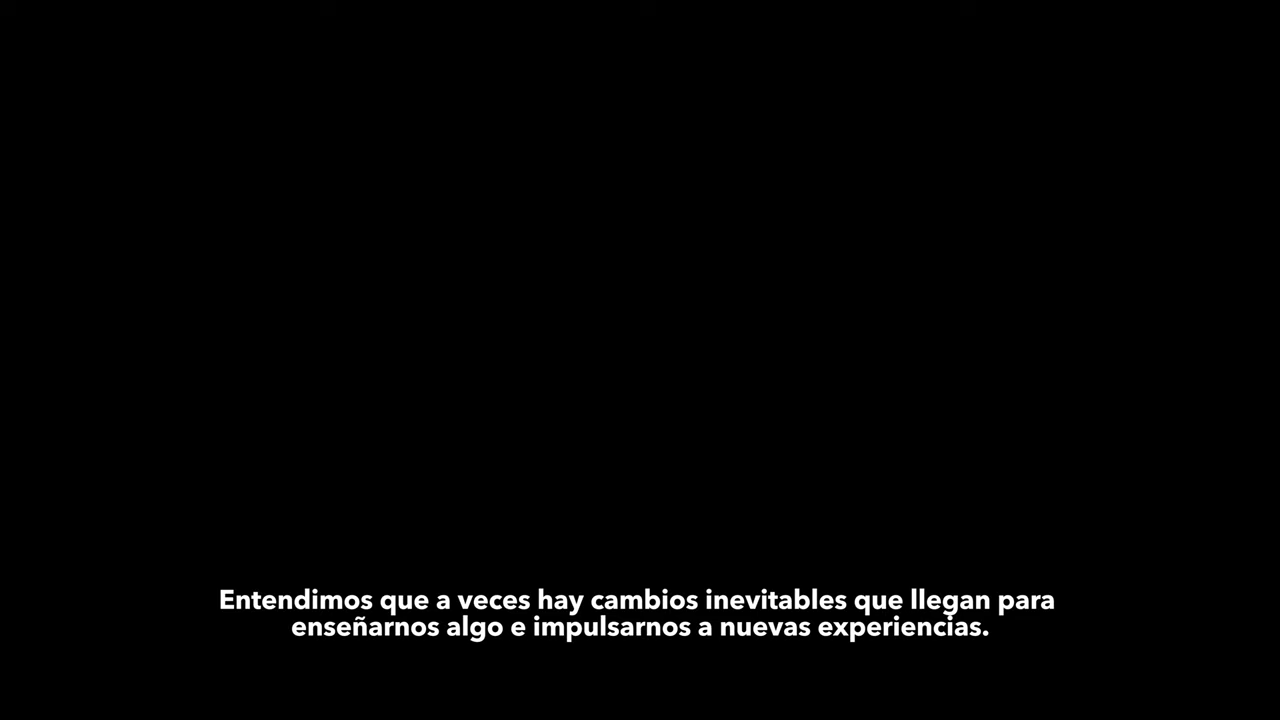 Entendimos que a veces hay cambios inevitables que llegan para
enseñarnos algo e impulsarnos a nuevas experiencias.